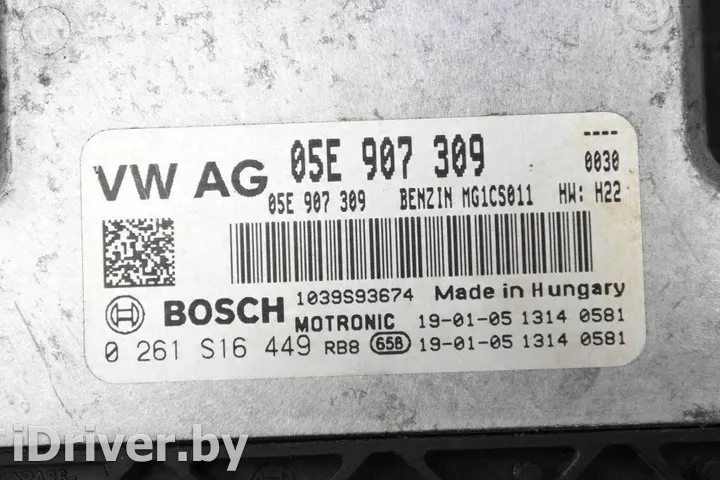 VW AG 05E 907 309 ----
0030
05E 907 309 BENZIN MG1CS011 HW: H22
BOSCH 1039S93674 Made in Hungary
MOTRONIC 19-01-05 1314 0581
0 261 S16 449 RB8 658 19-01-05 1314 0581
iDriver.by